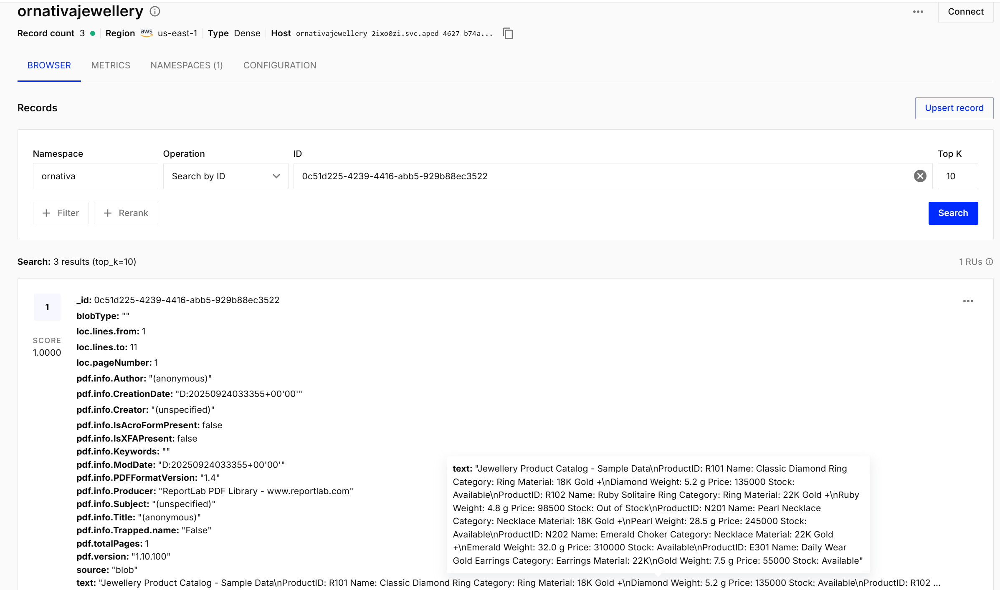 ornativajewellery
Connect
Record count 3 Region aws us-east-1 Type Dense Host ornativajewellery-2ixo0zi.svc.aped-4627-b74a...
BROWSER METRICS NAMESPACES (1) CONFIGURATION
Records
Upsert record
Namespace Operation ID Top K
ornativa Search by ID 0c51d225-4239-4416-abb5-929b88ec3522 10
+ Filter + Rerank Search
Search: 3 results (top_k=10) 1 RUs
1
SCORE
1.0000
_id: 0c51d225-4239-4416-abb5-929b88ec3522
blobType: ""
loc.lines.from: 1
loc.lines.to: 11
loc.pageNumber: 1
pdf.info.Author: "(anonymous)"
pdf.info.CreationDate: "D:20250924033355+00'00'"
pdf.info.Creator: "(unspecified)"
pdf.info.IsAcroFormPresent: false
pdf.info.IsXFAPresent: false
pdf.info.Keywords: ""
pdf.info.ModDate: "D:20250924033355+00'00'"
pdf.info.PDFFormatVersion: "1.4"
pdf.info.Producer: "ReportLab PDF Library - www.reportlab.com"
pdf.info.Subject: "(unspecified)"
pdf.info.Title: "(anonymous)"
pdf.info.Trapped.name: "False"
pdf.totalPages: 1
pdf.version: "1.10.100"
source: "blob"
text: "Jewellery Product Catalog - Sample Data\nProductID: R101 Name: Classic Diamond Ring Category: Ring Material: 18K Gold +\nDiamond Weight: 5.2 g Price: 135000 Stock: Available\nProductID: R102 ...
text: "Jewellery Product Catalog - Sample Data\nProductID: R101 Name: Classic Diamond Ring
Category: Ring Material: 18K Gold +\nDiamond Weight: 5.2 g Price: 135000 Stock:
Available\nProductID: R102 Name: Ruby Solitaire Ring Category: Ring Material: 22K Gold +\nRuby
Weight: 4.8 g Price: 98500 Stock: Out of Stock\nProductID: N201 Name: Pearl Necklace
Category: Necklace Material: 18K Gold +\nPearl Weight: 28.5 g Price: 245000 Stock:
Available\nProductID: N202 Name: Emerald Choker Category: Necklace Material: 22K Gold
+\nEmerald Weight: 32.0 g Price: 310000 Stock: Available\nProductID: E301 Name: Daily Wear
Gold Earrings Category: Earrings Material: 22K\nGold Weight: 7.5 g Price: 55000 Stock: Available"